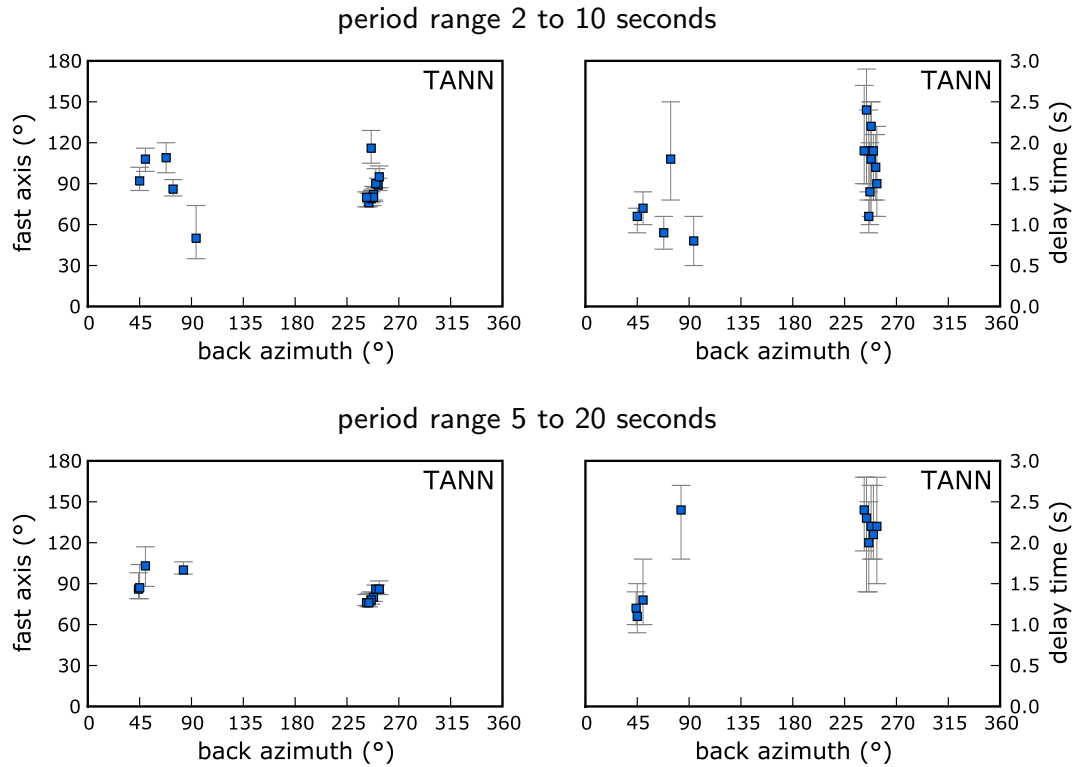 period range 2 to 10 seconds
180
150
120
90
60
30
0
fast axis (°)
TANN
0 45 90 135 180 225 270 315 360
back azimuth (°)
TANN
3.0
2.5
2.0
1.5
1.0
0.5
0.0
delay time (s)
0 45 90 135 180 225 270 315 360
back azimuth (°)
period range 5 to 20 seconds
180
150
120
90
60
30
0
fast axis (°)
TANN
0 45 90 135 180 225 270 315 360
back azimuth (°)
TANN
3.0
2.5
2.0
1.5
1.0
0.5
0.0
delay time (s)
0 45 90 135 180 225 270 315 360
back azimuth (°)